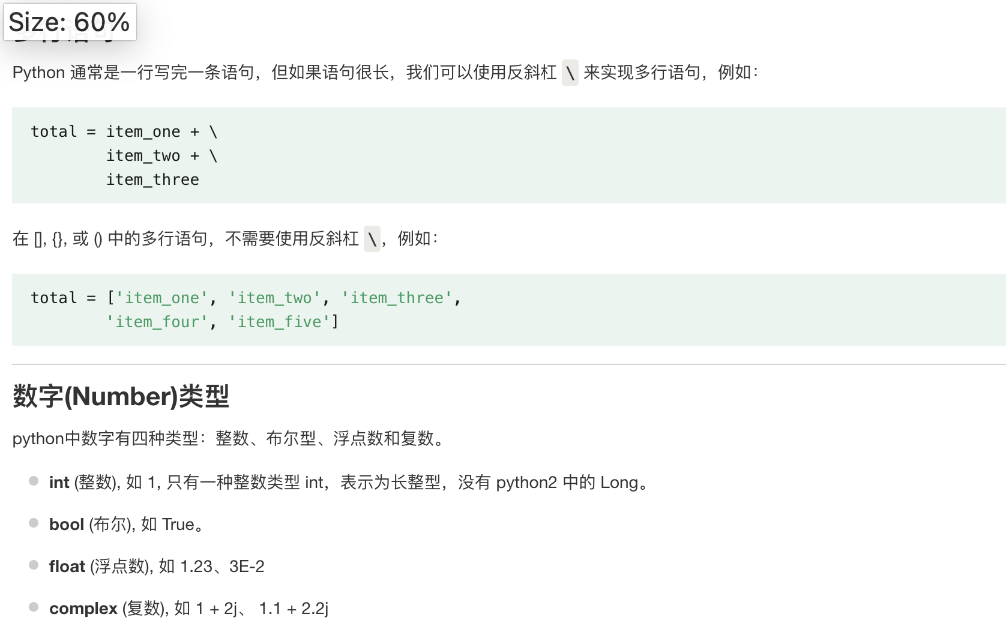 Size: 60%
Python 通常是一行写完一条语句，但如果语句很长，我们可以使用反斜杠 \ 来实现多行语句，例如：
total = item_one + \
        item_two + \
        item_three
在 [], {}, 或 () 中的多行语句，不需要使用反斜杠 \，例如：
total = ['item_one', 'item_two', 'item_three',
        'item_four', 'item_five']
数字(Number)类型
python中数字有四种类型：整数、布尔型、浮点数和复数。
int (整数), 如 1, 只有一种整数类型 int，表示为长整型，没有 python2 中的 Long。
bool (布尔), 如 True。
float (浮点数), 如 1.23、3E-2
complex (复数), 如 1 + 2j、 1.1 + 2.2j